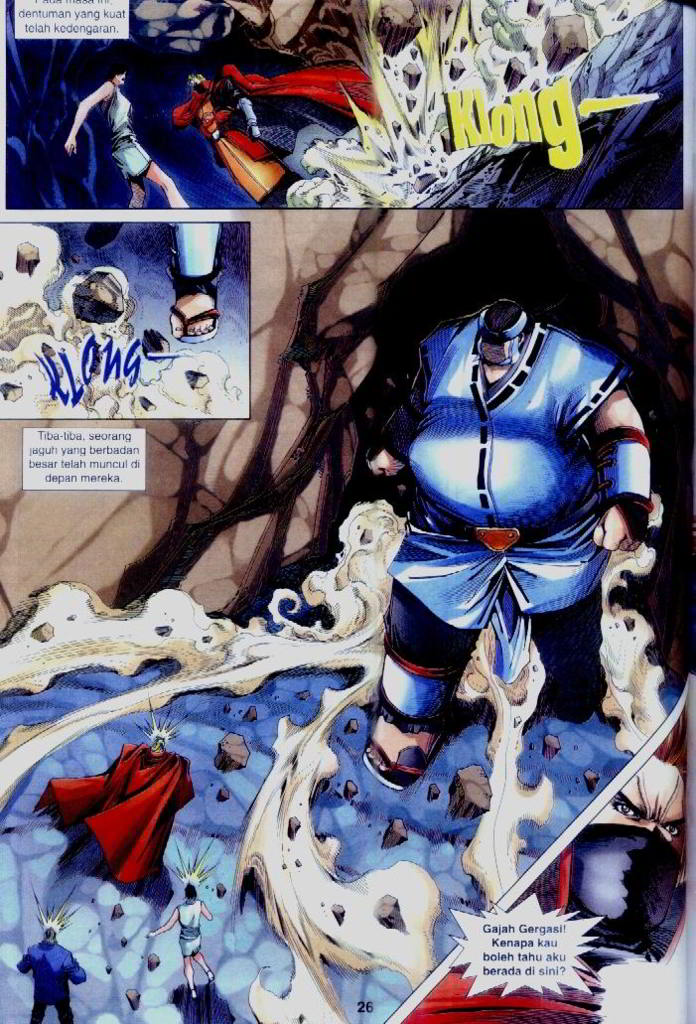 Pada masa ini,
dentuman yang kuat
telah kedengaran.
Klong
KLONG
Tiba-tiba, seorang
jaguh yang berbadan
besar telah muncul di
depan mereka.
Gajah Gergasi!
Kenapa kau
boleh tahu aku
berada di sini?
26